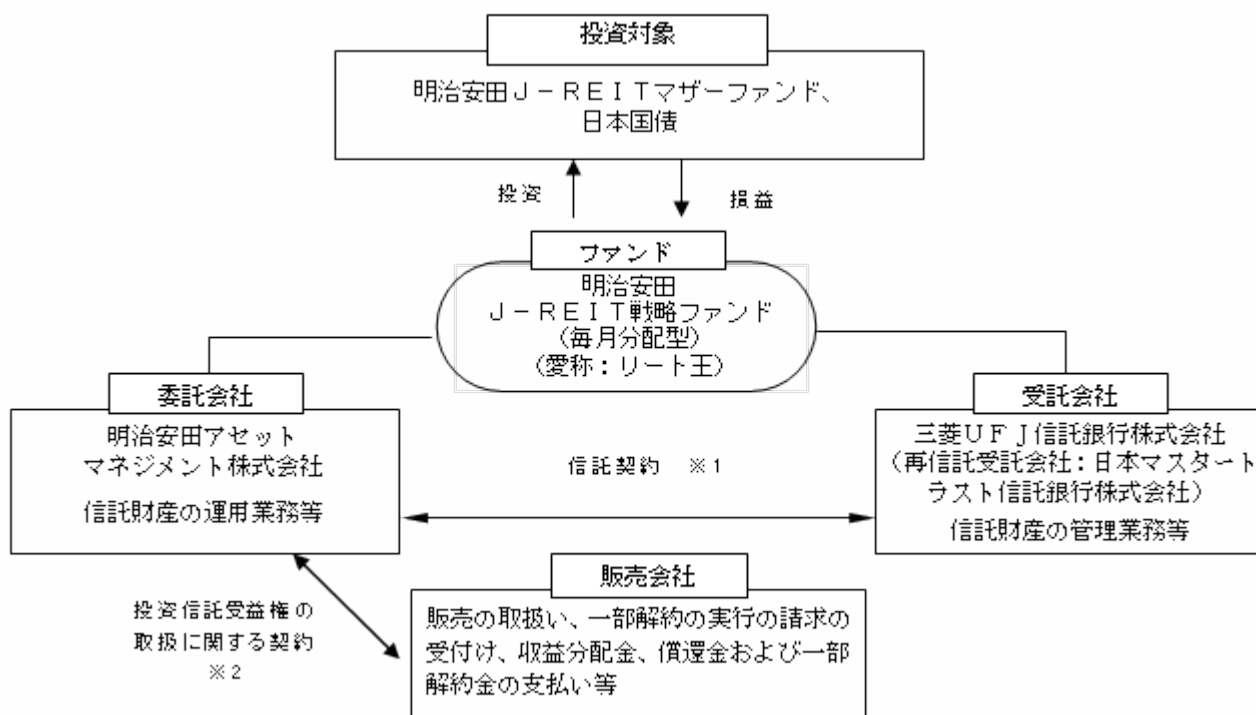 投資対象
明治安田J－REITマザーファンド、
日本国債
投資
損益
ファンド
明治安田
J－REIT戦略ファンド
（毎月分配型）
（愛称：リート王）
委託会社
明治安田アセット
マネジメント株式会社
信託財産の運用業務等
信託契約　※1
受託会社
三菱UFJ信託銀行株式会社
（再信託受託会社：日本マスタート
ラスト信託銀行株式会社）
信託財産の管理業務等
投資信託受益権の
取扱に関する契約
※2
販売会社
販売の取扱い、一部解約の実行の請求の
受付け、収益分配金、償還金および一部
解約金の支払い等